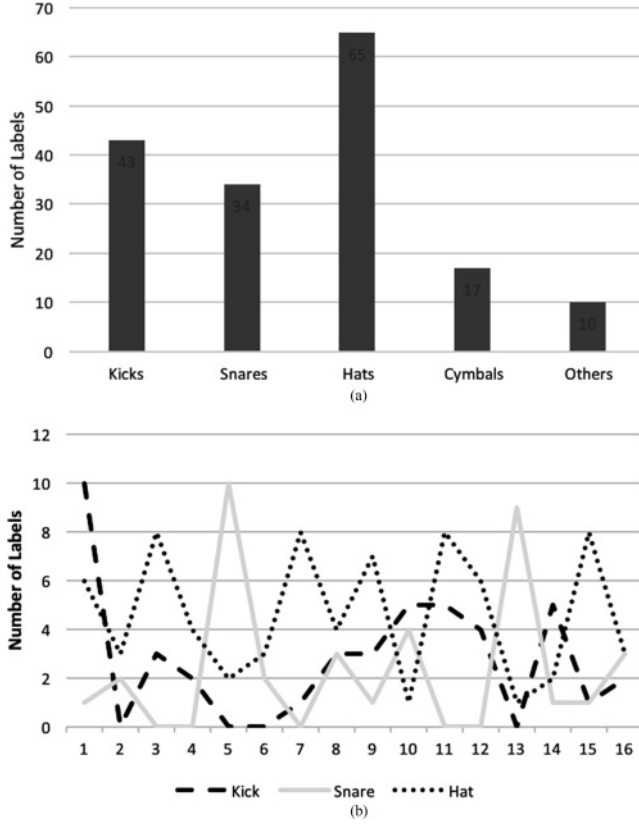 Number of Labels
70
60
50
40
30
20
10
0
43
34
65
17
10
Kicks Snares Hats Cymbals Others
(a)
Number of Labels
12
10
8
6
4
2
0
1 2 3 4 5 6 7 8 9 10 11 12 13 14 15 16
Kick Snare Hat
(b)